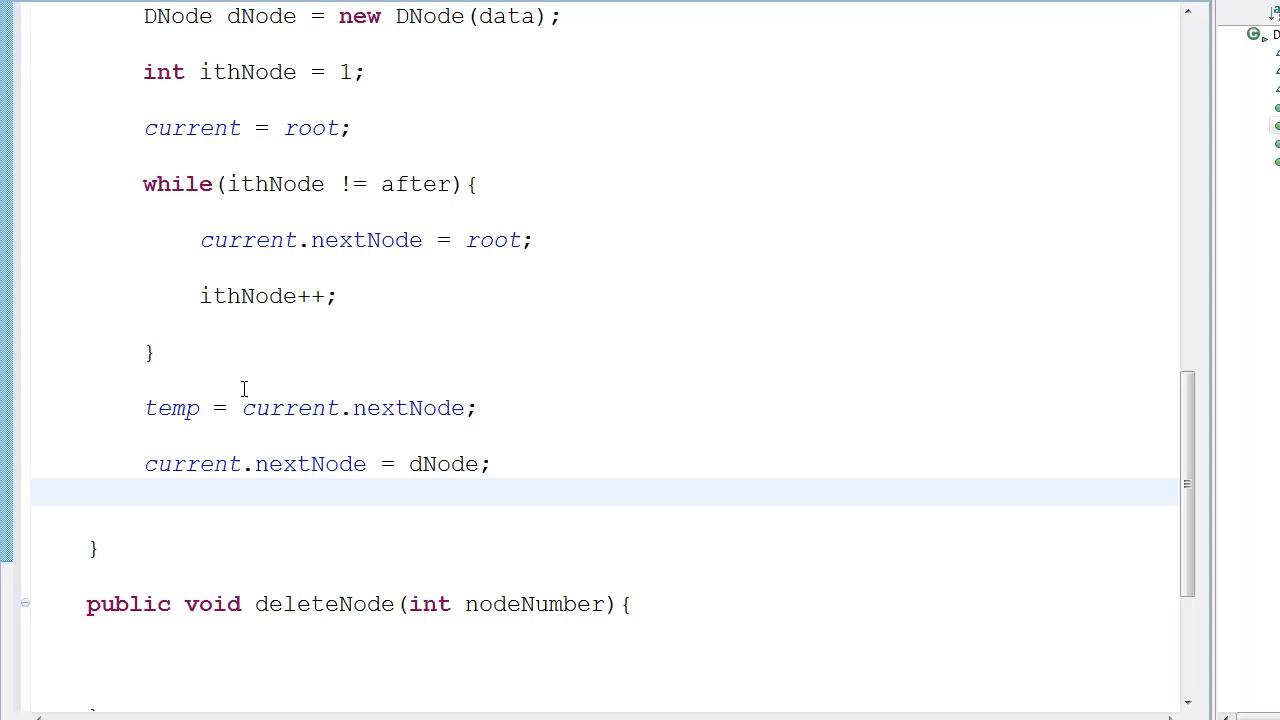 DNode dNode = new DNode(data);
int ithNode = 1;
current = root;
while(ithNode != after){
current.nextNode = root;
ithNode++;
}
temp = current.nextNode;
current.nextNode = dNode;
}
public void deleteNode(int nodeNumber){